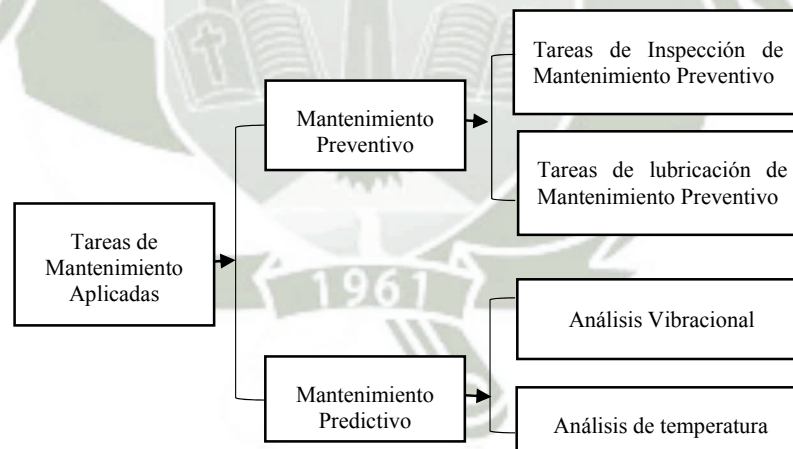 Tareas de Inspección de
Mantenimiento Preventivo
Mantenimiento
Preventivo
Tareas de lubricación de
Mantenimiento Preventivo
Tareas de
Mantenimiento
Aplicadas
1961
Análisis Vibracional
Mantenimiento
Predictivo
Análisis de temperatura